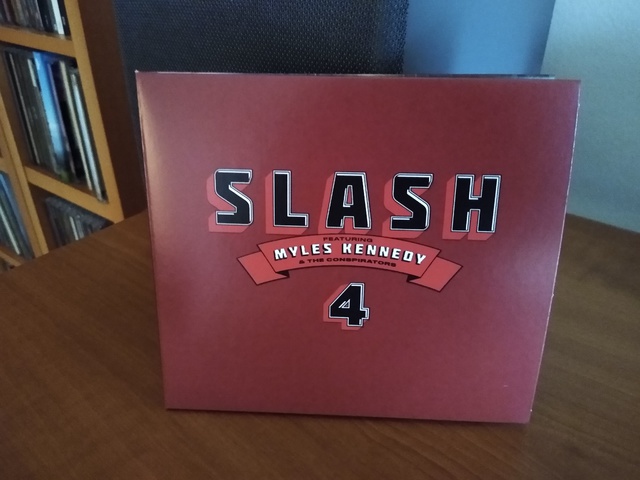 SLASH
FEATURING
MYLES KENNEDY
& THE CONSPIRATORS
4